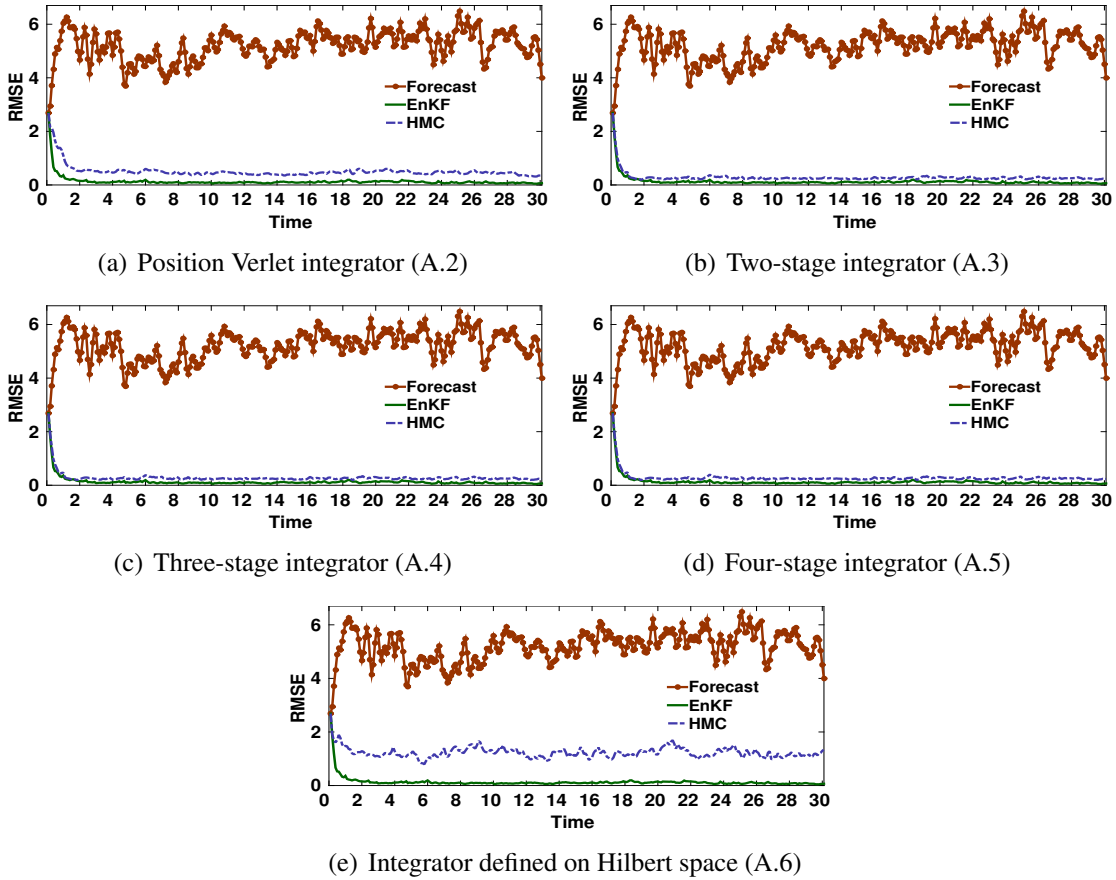 6
4
2
0
RMSE
Forecast
EnKF
HMC
0 2 4 6 8 10 12 14 16 18 20 22 24 26 28 30
Time
(a) Position Verlet integrator (A.2)
6
4
2
0
RMSE
Forecast
EnKF
HMC
0 2 4 6 8 10 12 14 16 18 20 22 24 26 28 30
Time
(b) Two-stage integrator (A.3)
6
4
2
0
RMSE
Forecast
EnKF
HMC
0 2 4 6 8 10 12 14 16 18 20 22 24 26 28 30
Time
(c) Three-stage integrator (A.4)
6
4
2
0
RMSE
Forecast
EnKF
HMC
0 2 4 6 8 10 12 14 16 18 20 22 24 26 28 30
Time
(d) Four-stage integrator (A.5)
6
4
2
0
RMSE
Forecast
EnKF
HMC
0 2 4 6 8 10 12 14 16 18 20 22 24 26 28 30
Time
(e) Integrator defined on Hilbert space (A.6)